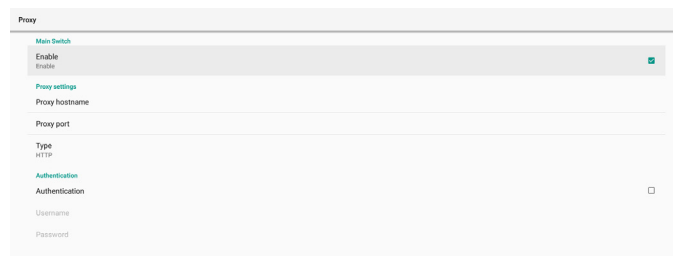 Proxy
Main Switch
Enable
Enable
Proxy settings
Proxy hostname
Proxy port
Type
HTTP
Authentication
Authentication
Username
Password